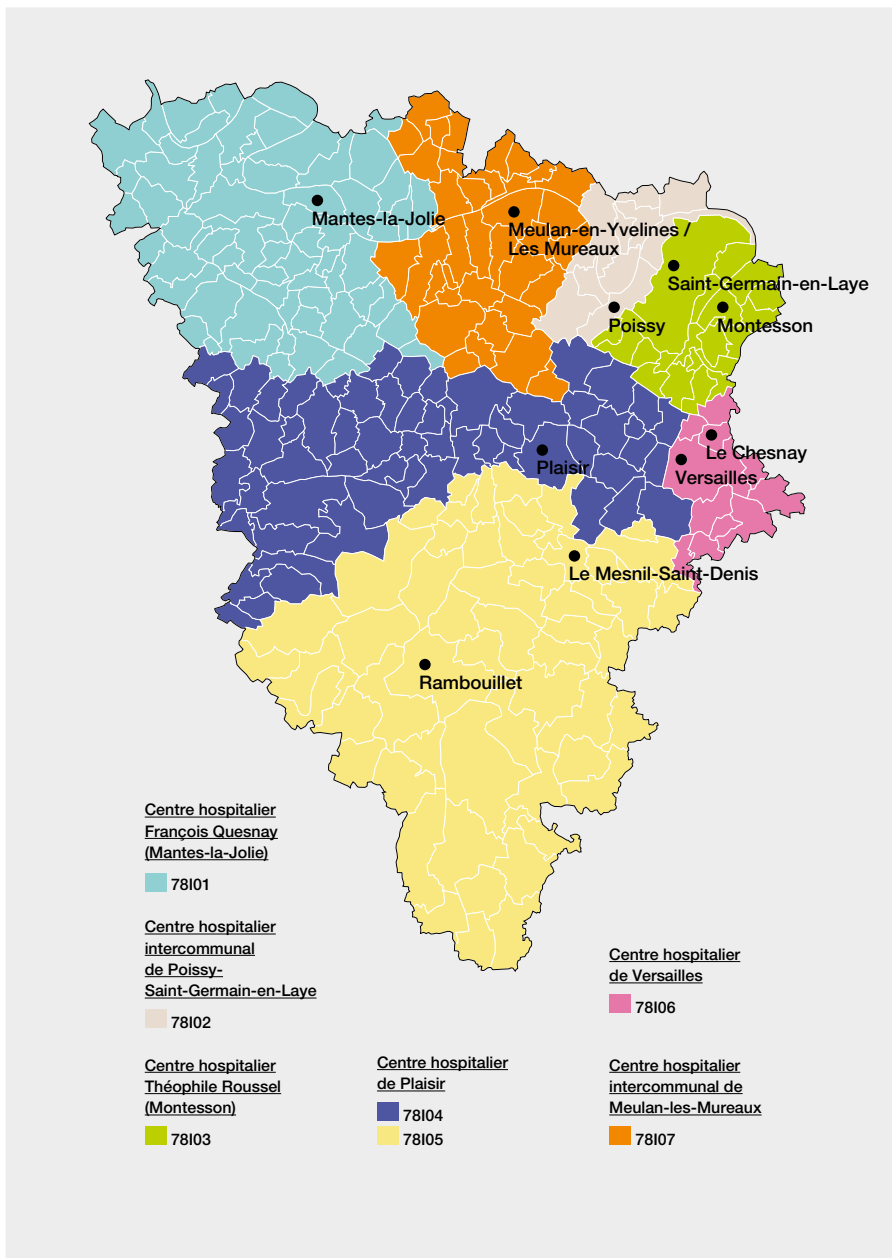 Mantes-la-Jolie
Meulan-en-Yvelines /
Les Mureaux
Saint-Germain-en-Laye
Poissy
Montesson
Le Chesnay
Plaisir
Versailles
Le Mesnil-Saint-Denis
Rambouillet
Centre hospitalier
François Quesnay
(Mantes-la-Jolie)
78I01
Centre hospitalier
intercommunal
de Poissy-
Saint-Germain-en-Laye
78I02
Centre hospitalier
Théophile Roussel
(Montesson)
78I03
Centre hospitalier
de Plaisir
78I04
78I05
Centre hospitalier
de Versailles
78I06
Centre hospitalier
intercommunal de
Meulan-les-Mureaux
78I07